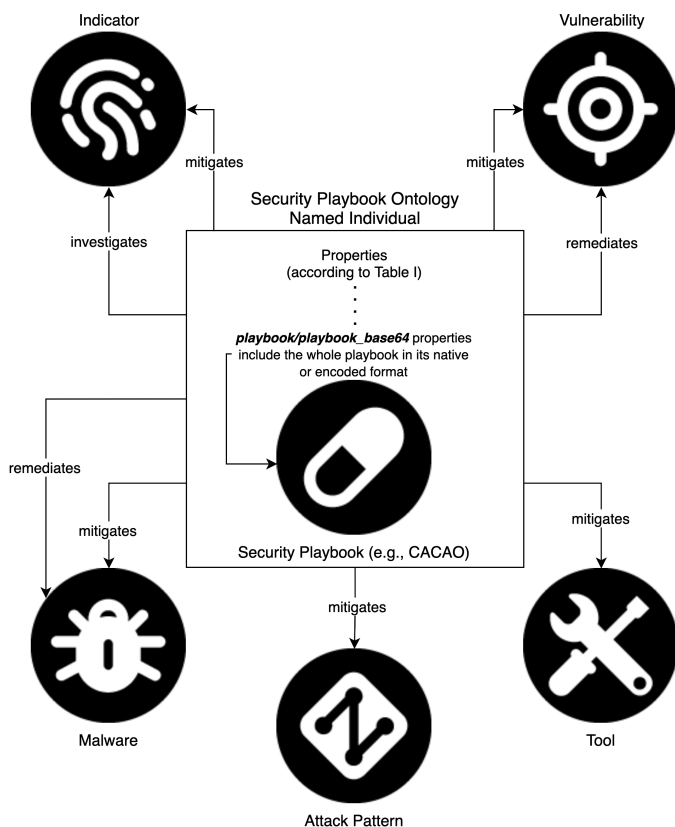 Indicator
Vulnerability
mitigates
mitigates
Security Playbook Ontology
Named Individual
investigates
remediates
Properties
(according to Table I)
playbook/playbook_base64 properties
include the whole playbook in its native
or encoded format
remediates
mitigates
mitigates
Security Playbook (e.g., CACAO)
mitigates
Malware
Tool
Attack Pattern